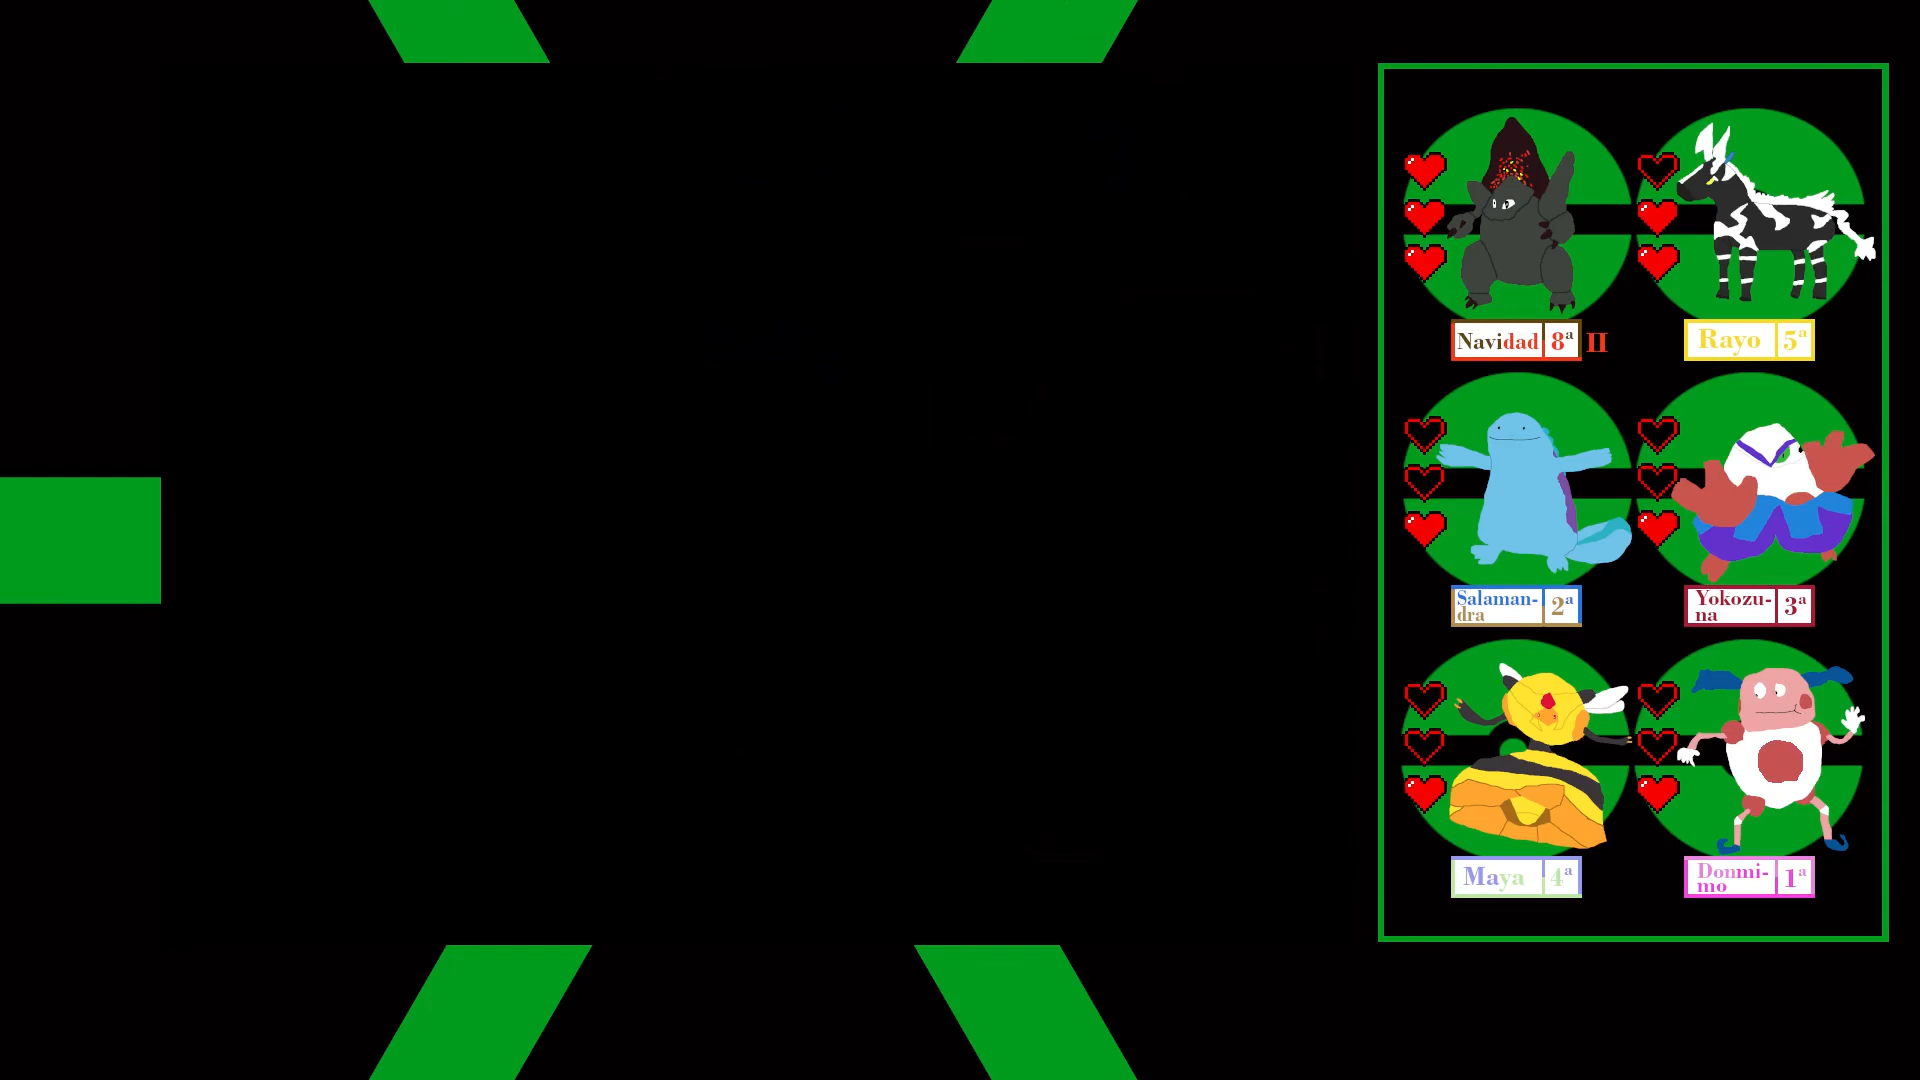 Navidad 8ª II
Rayo 5ª
Salaman-
dra 2ª
Yokozu-
na 3ª
Maya 4ª
Donmi-
mo 1ª